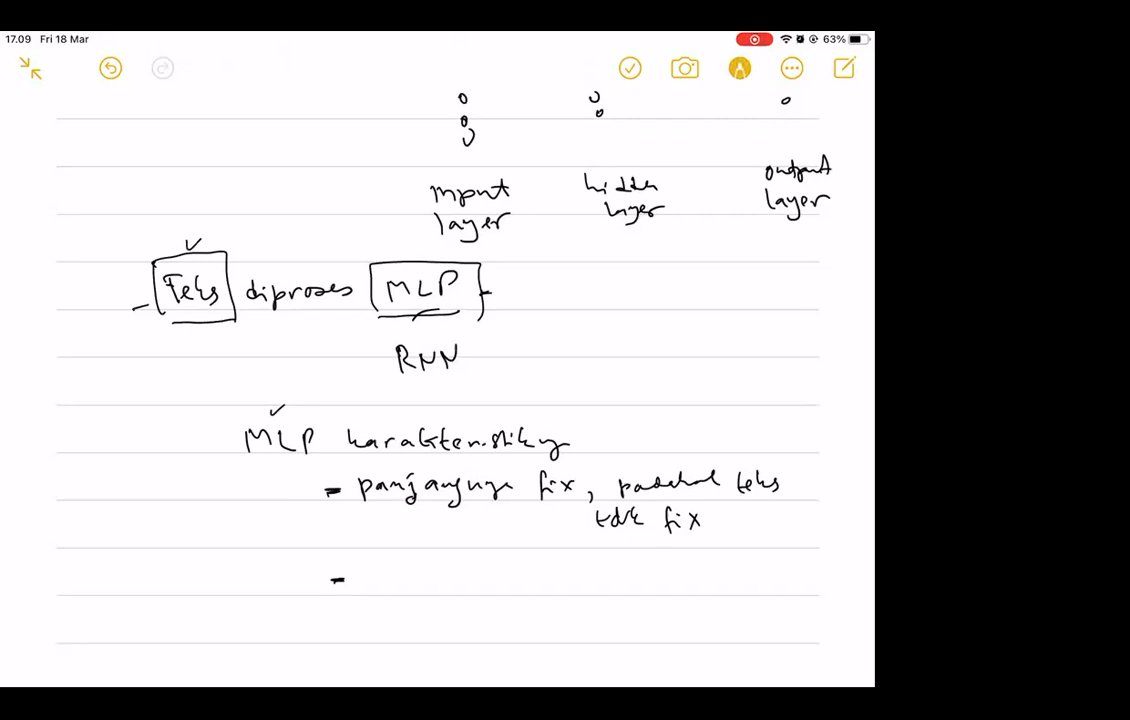 17.09 Fri 18 Mar
63%
input hidden output
layer layer layer
- Teks diproses MLP
RNN
MLP karakteristiknya
- panjangnya fix, padahal teks
tdk fix
-